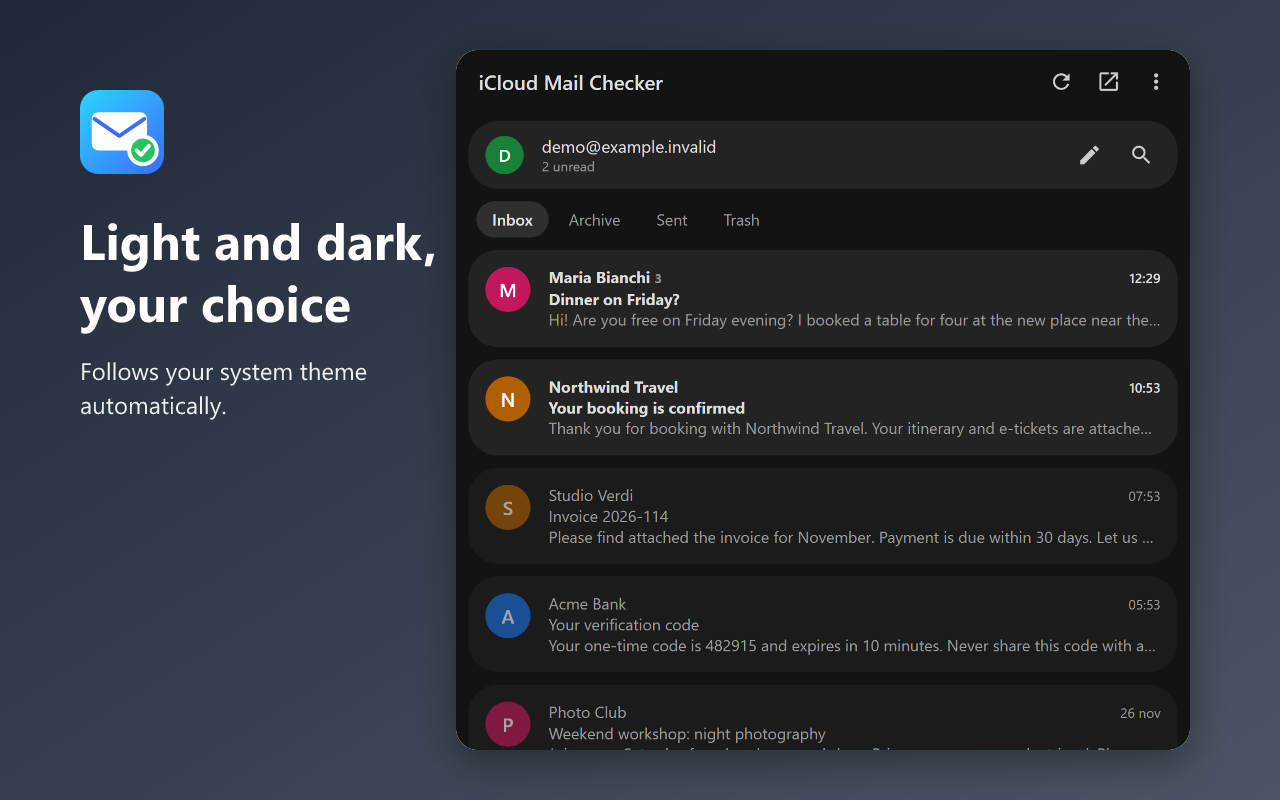 Light and dark,
your choice
Follows your system theme
automatically.
iCloud Mail Checker
D
demo@example.invalid
2 unread
Inbox
Archive
Sent
Trash
M
Maria Bianchi 3
12:29
Dinner on Friday?
Hi! Are you free on Friday evening? I booked a table for four at the new place near the...
N
Northwind Travel
10:53
Your booking is confirmed
Thank you for booking with Northwind Travel. Your itinerary and e-tickets are attache...
S
Studio Verdi
07:53
Invoice 2026-114
Please find attached the invoice for November. Payment is due within 30 days. Let us ...
A
Acme Bank
05:53
Your verification code
Your one-time code is 482915 and expires in 10 minutes. Never share this code with a...
P
Photo Club
26 nov
Weekend workshop: night photography